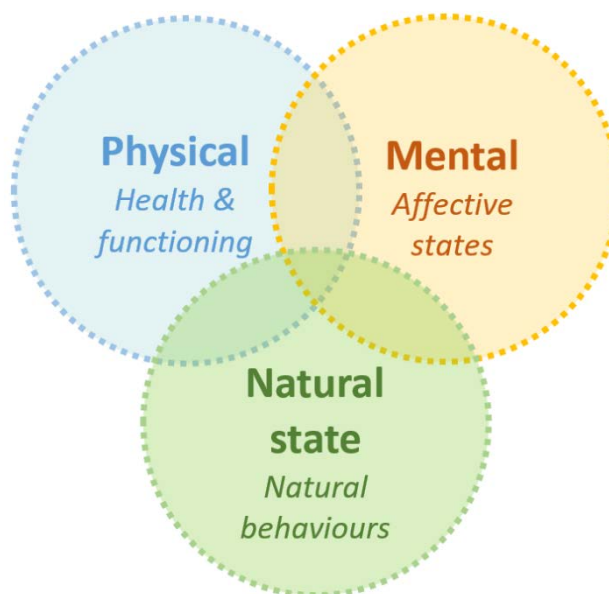 Physical
Health &
functioning
Mental
Affective
states
Natural
state
Natural
behaviours